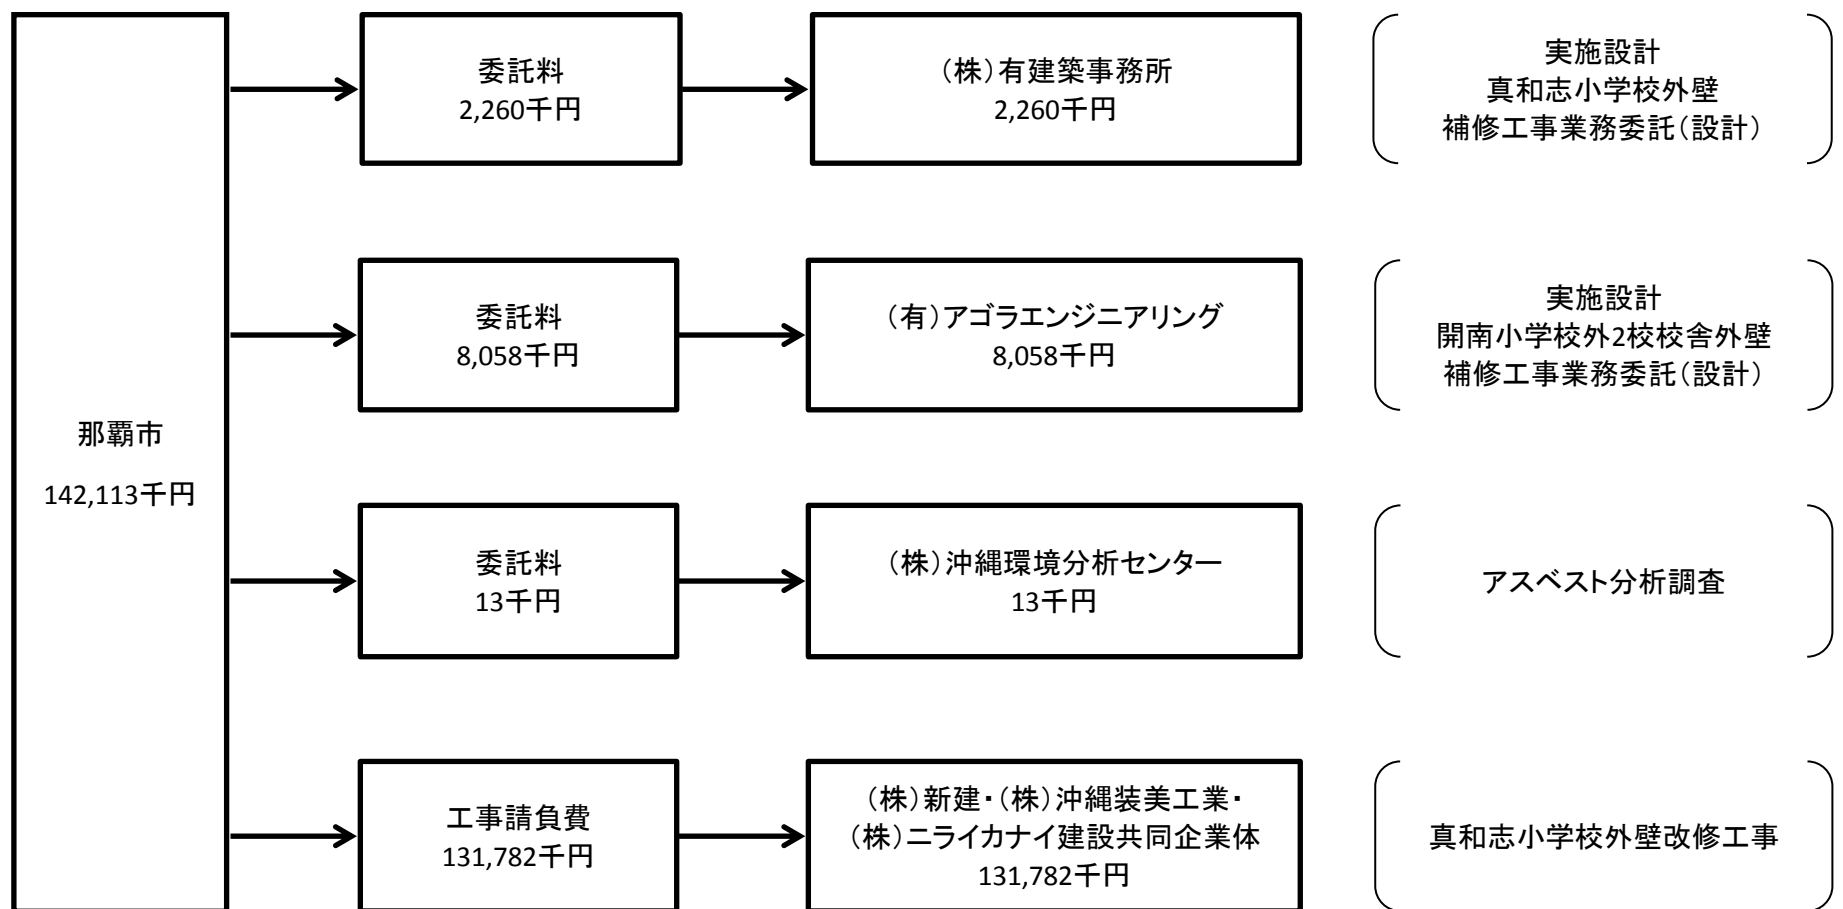 那覇市
142,113千円
委託料
2,260千円
（株）有建築事務所
2,260千円
実施設計
真和志小学校外壁
補修工事業務委託（設計）
委託料
8,058千円
（有）アゴラエンジニアリング
8,058千円
実施設計
開南小学校外2校校舎外壁
補修工事業務委託（設計）
委託料
13千円
（株）沖縄環境分析センター
13千円
アスベスト分析調査
工事請負費
131,782千円
（株）新建・（株）沖縄装美工業・
（株）ニライカナイ建設共同企業体
131,782千円
真和志小学校外壁改修工事